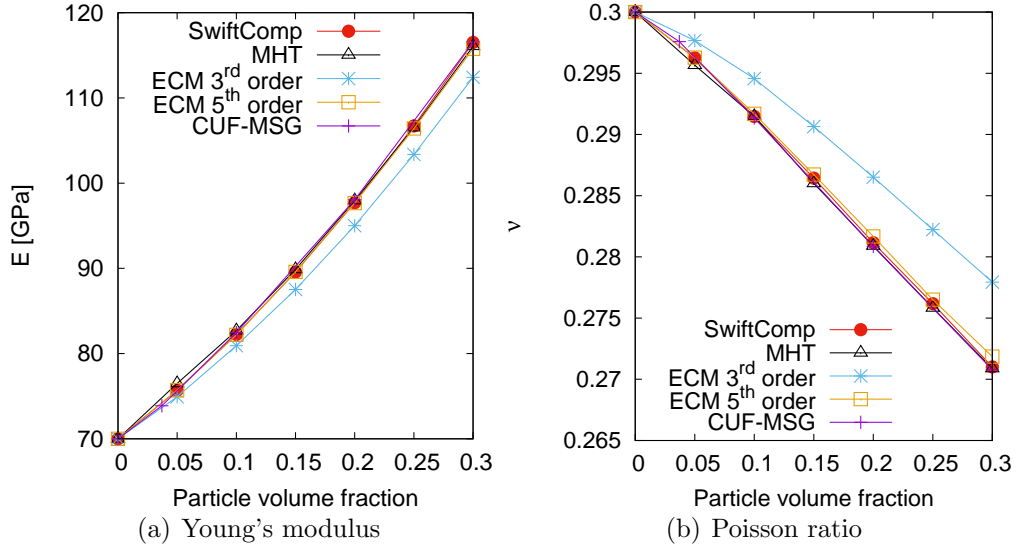 SwiftComp
MHT
ECM 3rd order
ECM 5th order
CUF-MSG
E [GPa]
120
110
100
90
80
70
0 0.05 0.1 0.15 0.2 0.25 0.3
Particle volume fraction
(a) Young's modulus
ν
0.3
0.295
0.29
0.285
0.28
0.275
0.27
0.265
SwiftComp
MHT
ECM 3rd order
ECM 5th order
CUF-MSG
0 0.05 0.1 0.15 0.2 0.25 0.3
Particle volume fraction
(b) Poisson ratio